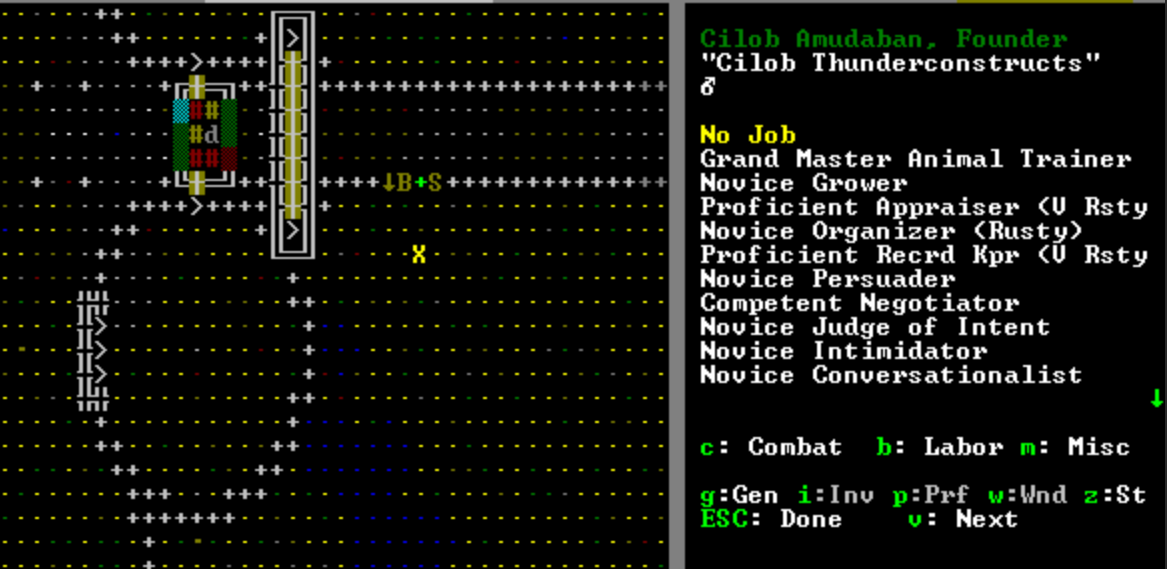 Cilob Amudaban, Founder
"Cilob Thunderconstructs"
♂
No Job
Grand Master Animal Trainer
Novice Grower
Proficient Appraiser (V Rsty
Novice Organizer (Rusty)
Proficient Recrd Kpr (V Rsty
Novice Persuader
Competent Negotiator
Novice Judge of Intent
Novice Intimidator
Novice Conversationalist
c: Combat b: Labor m: Misc
g:Gen i:Inv p:Prf w:Wnd z:St
ESC: Done v: Next